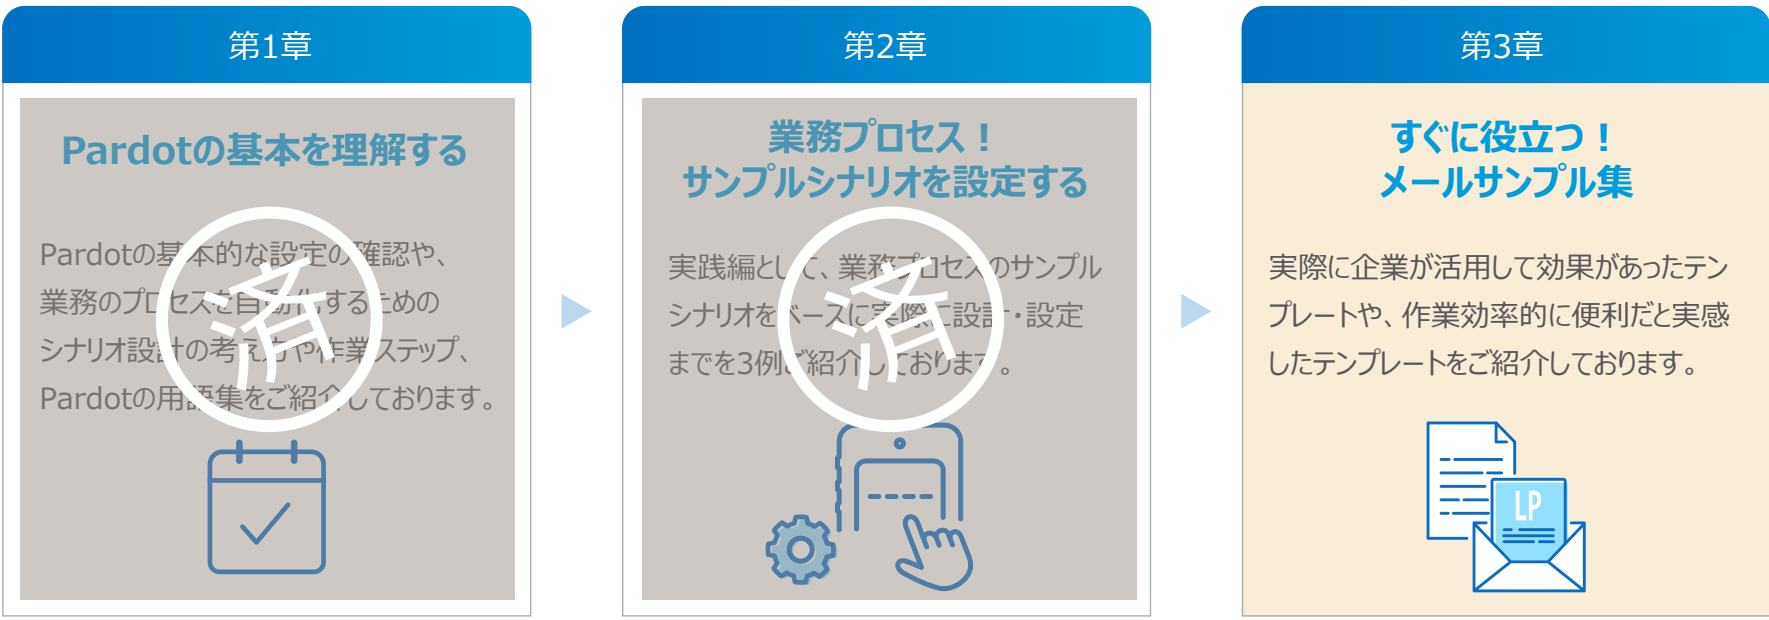 第1章
Pardotの基本を理解する
Pardotの基本的な設定の確認や、
業務のプロセスを自動化するための
シナリオ設計の考え方や作業ステップ、
Pardotの用語集をご紹介しております。
済
第2章
業務プロセス！
サンプルシナリオを設定する
実践編として、業務プロセスのサンプル
シナリオをベースに実際に設計・設定
までを3例ご紹介しております。
済
第3章
すぐに役立つ！
メールサンプル集
実際に企業が活用して効果があったテン
プレートや、作業効率的に便利だと実感
したテンプレートをご紹介しております。
LP